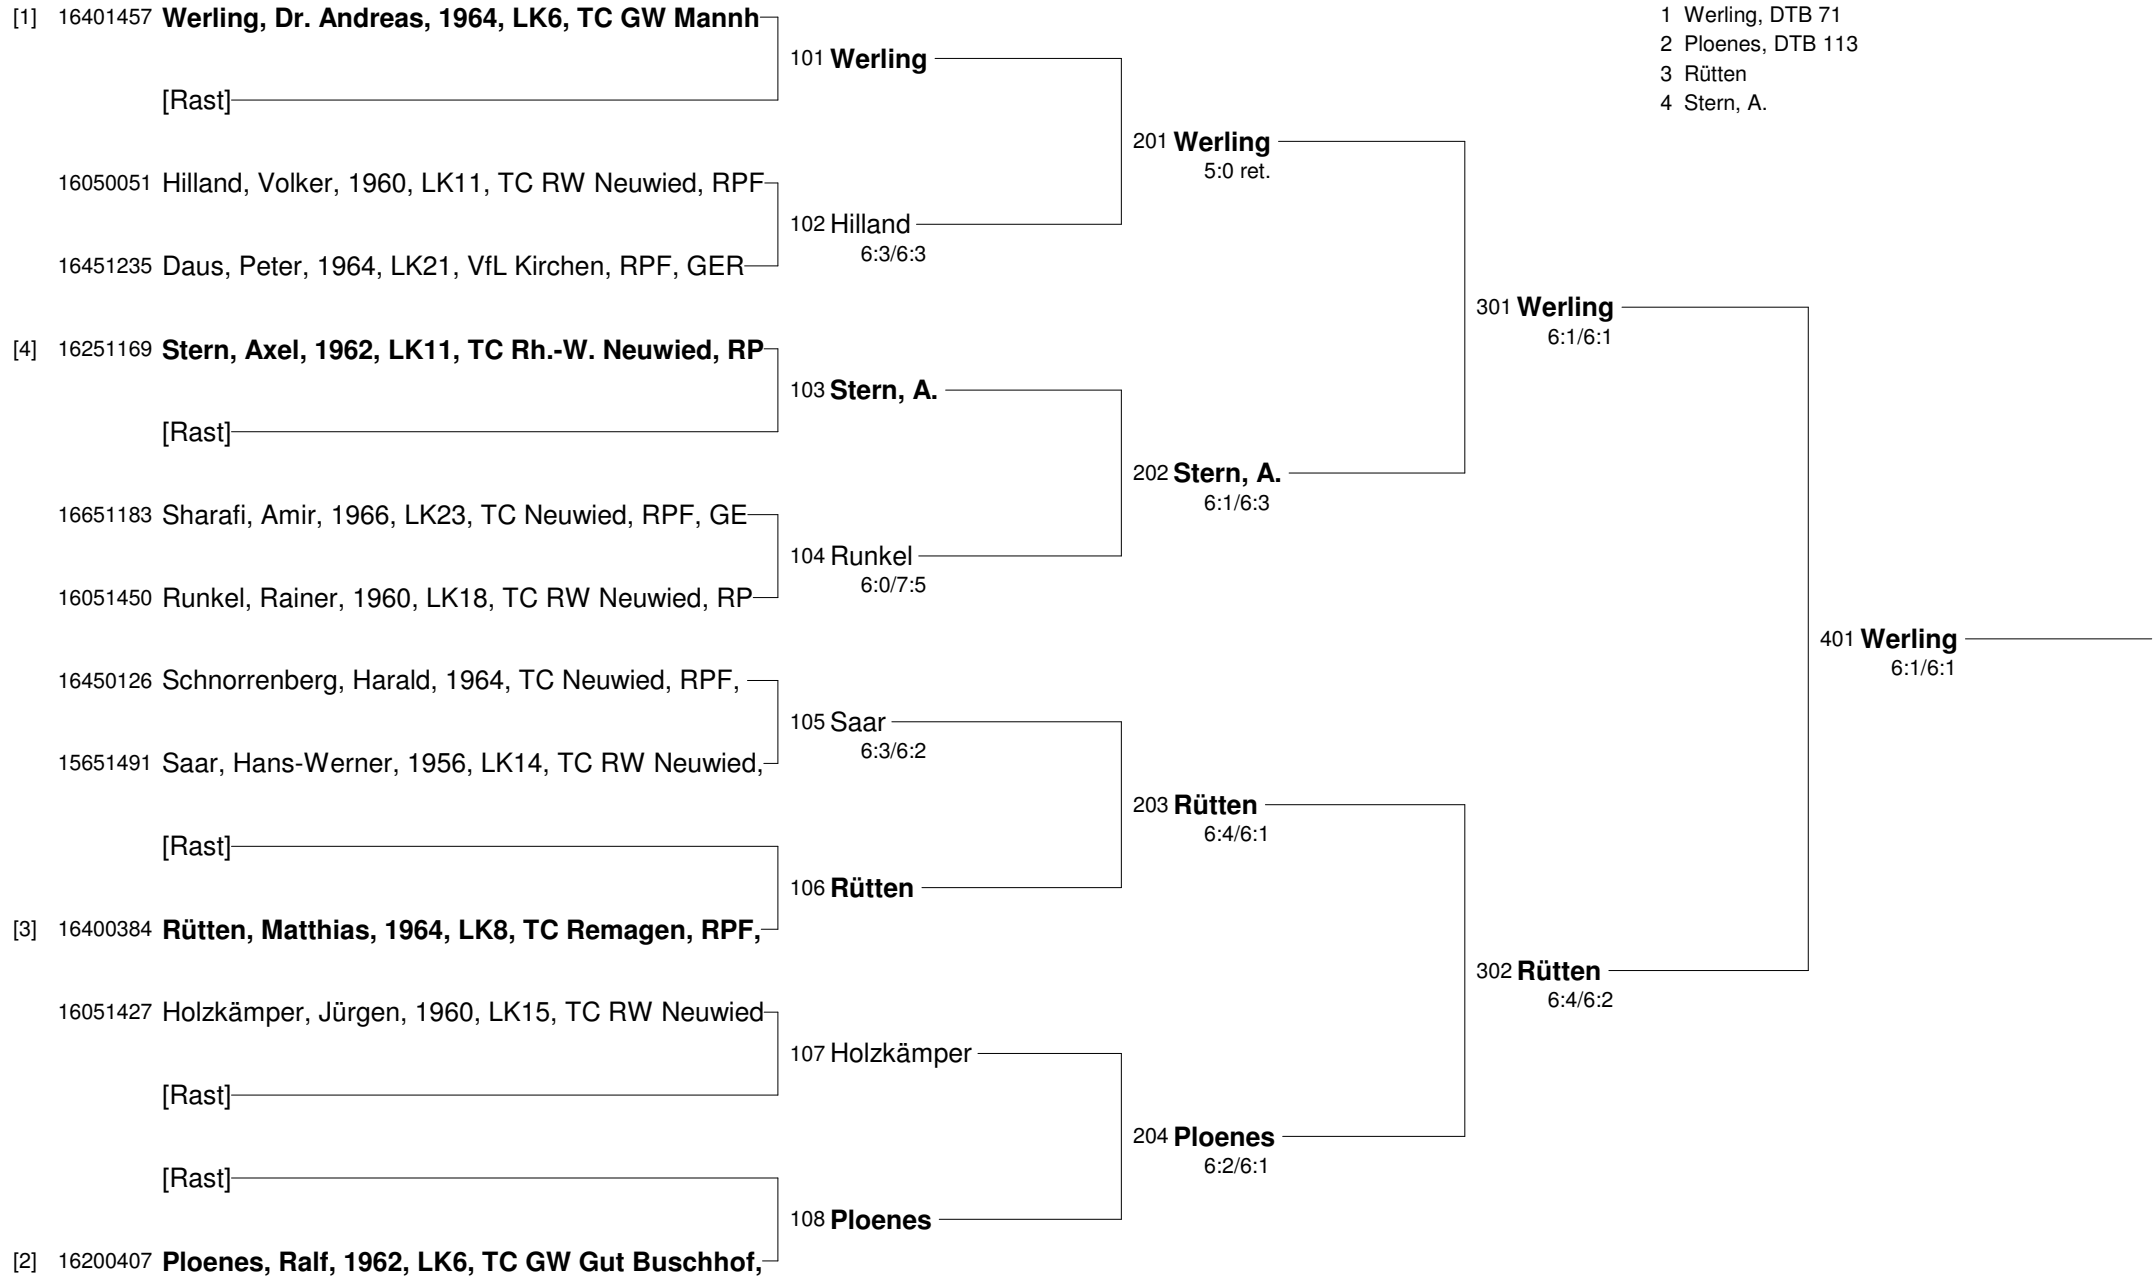 [1] 16401457 Werling, Dr. Andreas, 1964, LK6, TC GW Mannh
[Rast]
16050051 Hilland, Volker, 1960, LK11, TC RW Neuwied, RPF
16451235 Daus, Peter, 1964, LK21, VfL Kirchen, RPF, GER
[4] 16251169 Stern, Axel, 1962, LK11, TC Rh.-W. Neuwied, RP
[Rast]
16651183 Sharafi, Amir, 1966, LK23, TC Neuwied, RPF, GE
16051450 Runkel, Rainer, 1960, LK18, TC RW Neuwied, RP
16450126 Schnorrenberg, Harald, 1964, TC Neuwied, RPF,
15651491 Saar, Hans-Werner, 1956, LK14, TC RW Neuwied,
[Rast]
[3] 16400384 Rütten, Matthias, 1964, LK8, TC Remagen, RPF,
16051427 Holzkämper, Jürgen, 1960, LK15, TC RW Neuwied
[Rast]
[Rast]
[2] 16200407 Ploenes, Ralf, 1962, LK6, TC GW Gut Buschhof,
101 Werling
102 Hilland
6:3/6:3
103 Stern, A.
104 Runkel
6:0/7:5
105 Saar
6:3/6:2
106 Rütten
107 Holzkämper
108 Ploenes
201 Werling
5:0 ret.
202 Stern, A.
6:1/6:3
203 Rütten
6:4/6:1
204 Ploenes
6:2/6:1
301 Werling
6:1/6:1
302 Rütten
6:4/6:2
401 Werling
6:1/6:1
1 Werling, DTB 71
2 Ploenes, DTB 113
3 Rütten
4 Stern, A.